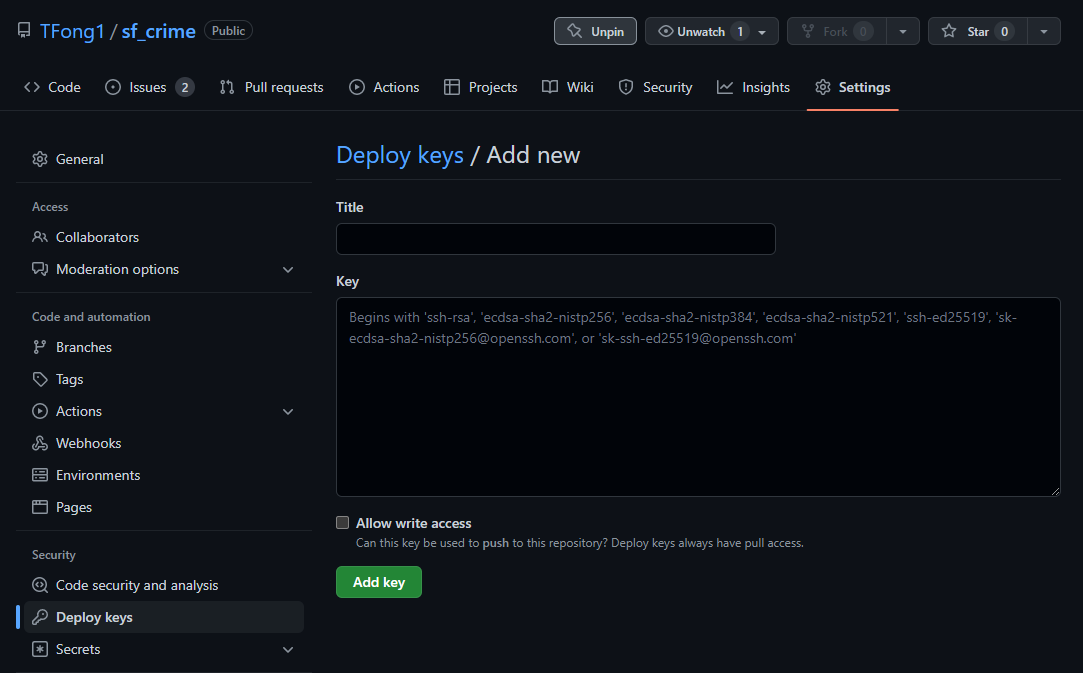 TFong1 / sf_crime Public
Unpin Unwatch 1 Fork 0 Star 0
Code Issues 2 Pull requests Actions Projects Wiki Security Insights Settings
General
Access
Collaborators
Moderation options
Code and automation
Branches
Tags
Actions
Webhooks
Environments
Pages
Security
Code security and analysis
Deploy keys
Secrets
Deploy keys / Add new
Title
Key
Begins with 'ssh-rsa', 'ecdsa-sha2-nistp256', 'ecdsa-sha2-nistp384', 'ecdsa-sha2-nistp521', 'ssh-ed25519', 'sk-
ecdsa-sha2-nistp256@openssh.com', or 'sk-ssh-ed25519@openssh.com'
Allow write access
Can this key be used to push to this repository? Deploy keys always have pull access.
Add key